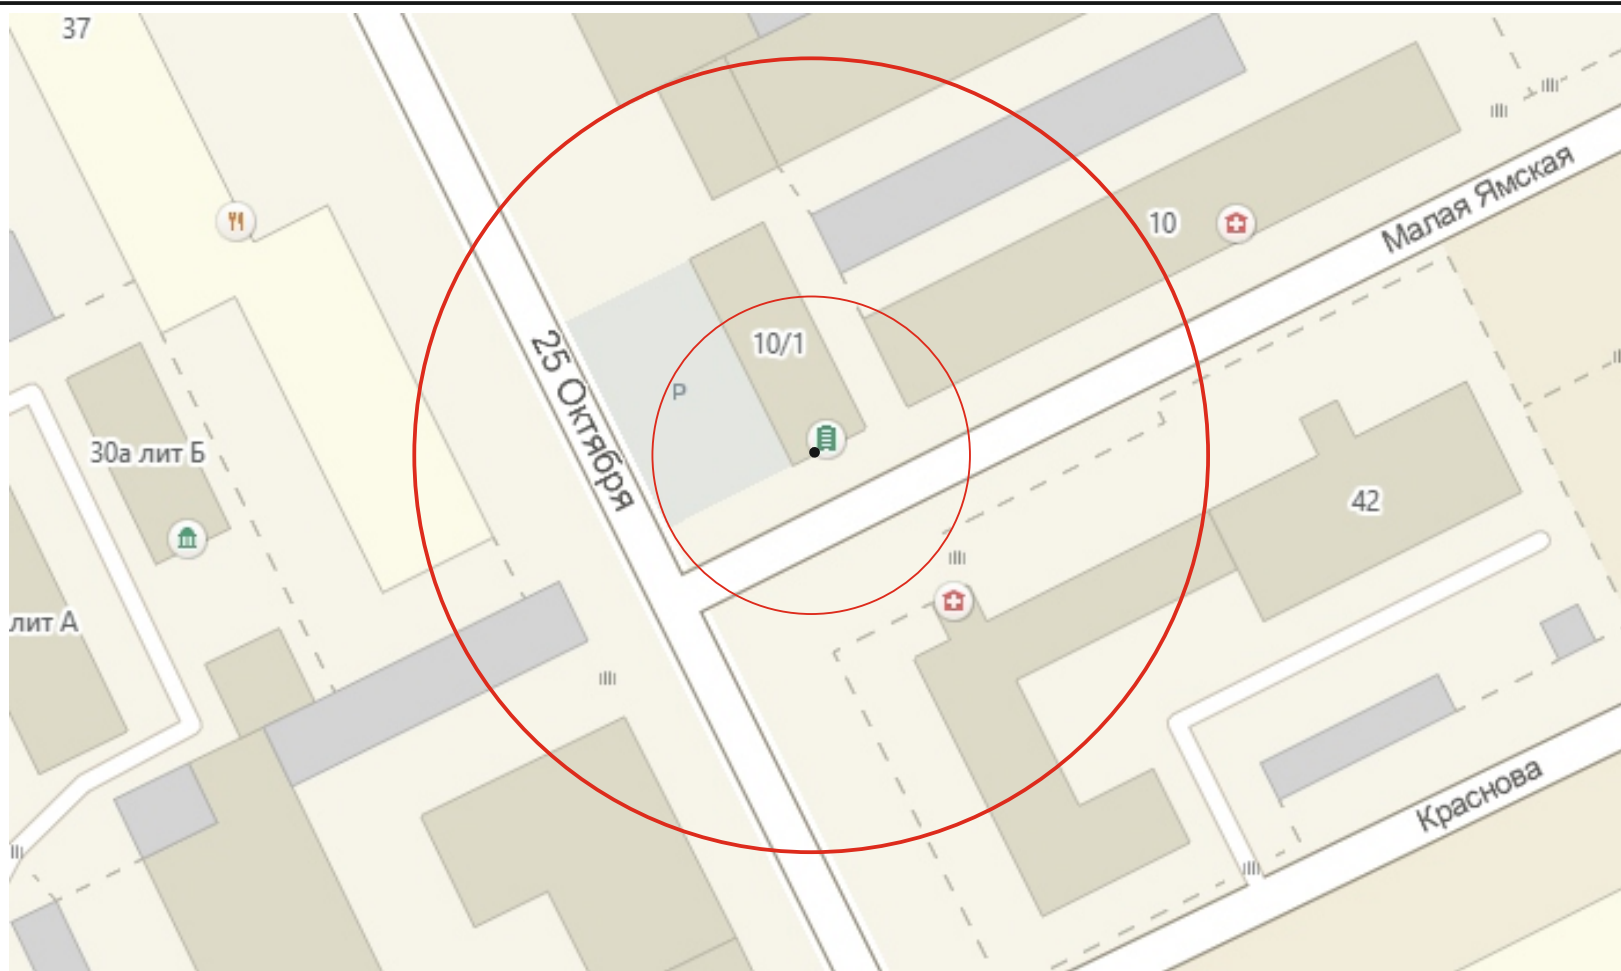 37
10
Малая Ямская
25 Октября
10/1
P
30а лит Б
42
лит А
Краснова